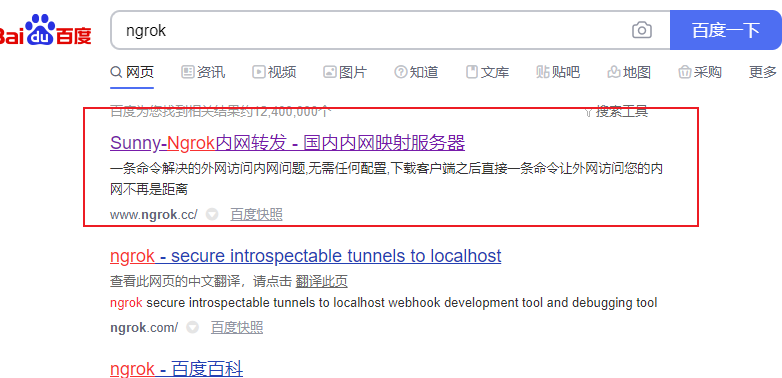 Bai du 百度
ngrok
百度一下
网页 资讯 视频 图片 知道 文库 贴吧 地图 采购 更多
百度为您找到相关结果约12,400,000个 搜索工具
Sunny-Ngrok内网转发 - 国内内网映射服务器
一条命令解决的外网访问内网问题,无需任何配置,下载客户端之后直接一条命令让外网访问您的内
网不再是距离
www.ngrok.cc/ 百度快照
ngrok - secure introspectable tunnels to localhost
查看此网页的中文翻译，请点击 翻译此页
ngrok secure introspectable tunnels to localhost webhook development tool and debugging tool
ngrok.com/ 百度快照
ngrok - 百度百科